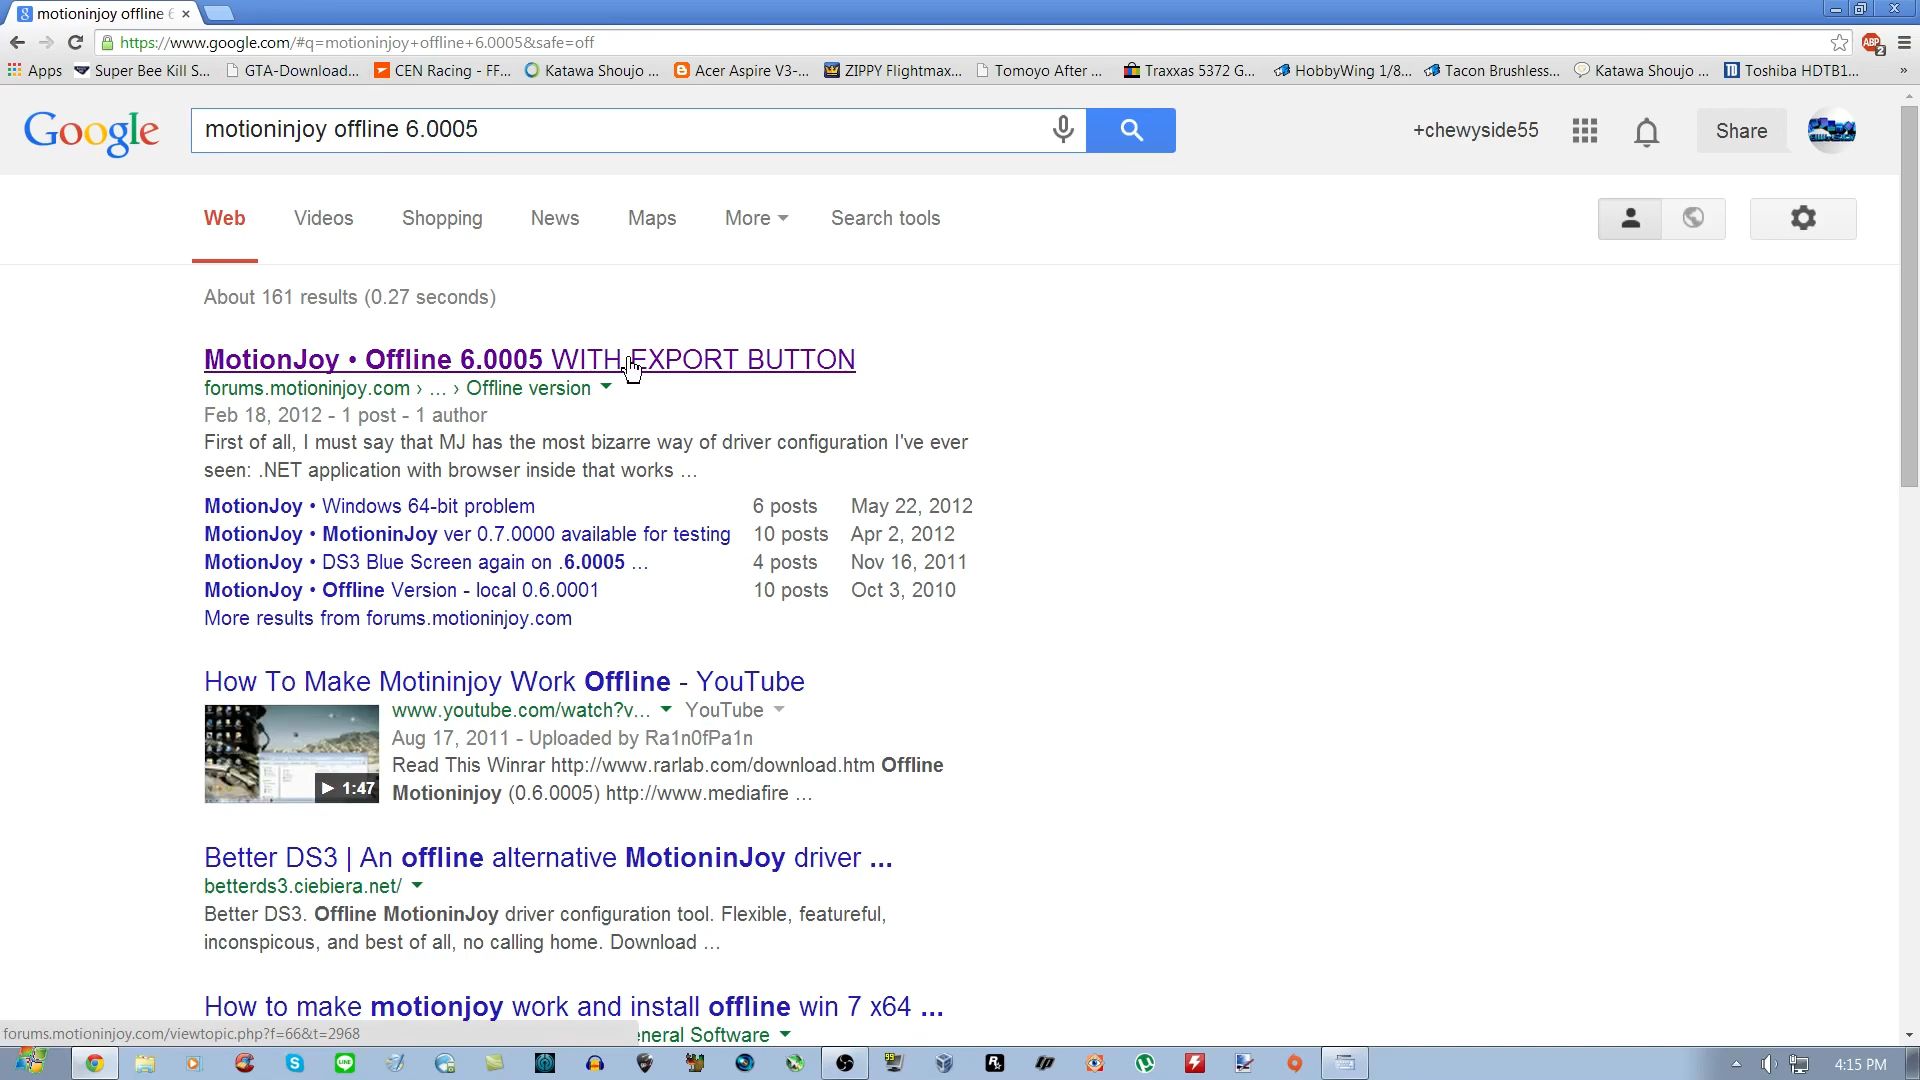 motioninjoy offline 6
https://www.google.com/#q=motioninjoy+offline+6.0005&safe=off
ABP
2
Apps
Super Bee Kill S...
GTA-Download...
CEN Racing - FF...
Katawa Shoujo ...
Acer Aspire V3-...
ZIPPY Flightmax...
Tomoyo After ...
Traxxas 5372 G...
HobbyWing 1/8...
Tacon Brushless...
Katawa Shoujo ...
Toshiba HDTB1...
»
Google
motioninjoy offline 6.0005
+chewyside55
Share
Web
Videos
Shopping
News
Maps
More
Search tools
About 161 results (0.27 seconds)
MotionJoy • Offline 6.0005 WITH EXPORT BUTTON
forums.motioninjoy.com › ... › Offline version
Feb 18, 2012 - 1 post - 1 author
First of all, I must say that MJ has the most bizarre way of driver configuration I've ever
seen: .NET application with browser inside that works ...
MotionJoy • Windows 64-bit problem 6 posts May 22, 2012
MotionJoy • MotioninJoy ver 0.7.0000 available for testing 10 posts Apr 2, 2012
MotionJoy • DS3 Blue Screen again on .6.0005 ... 4 posts Nov 16, 2011
MotionJoy • Offline Version - local 0.6.0001 10 posts Oct 3, 2010
More results from forums.motioninjoy.com
How To Make Motininjoy Work Offline - YouTube
www.youtube.com/watch?v... YouTube
Aug 17, 2011 - Uploaded by Ra1n0fPa1n
Read This Winrar http://www.rarlab.com/download.htm Offline
Motioninjoy (0.6.0005) http://www.mediafire ...
1:47
Better DS3 | An offline alternative MotioninJoy driver ...
betterds3.ciebiera.net/
Better DS3. Offline MotioninJoy driver configuration tool. Flexible, featureful,
inconspicous, and best of all, no calling home. Download ...
How to make motionjoy work and install offline win 7 x64 ...
eneral Software
forums.motioninjoy.com/viewtopic.php?f=66&t=2968
4:15 PM